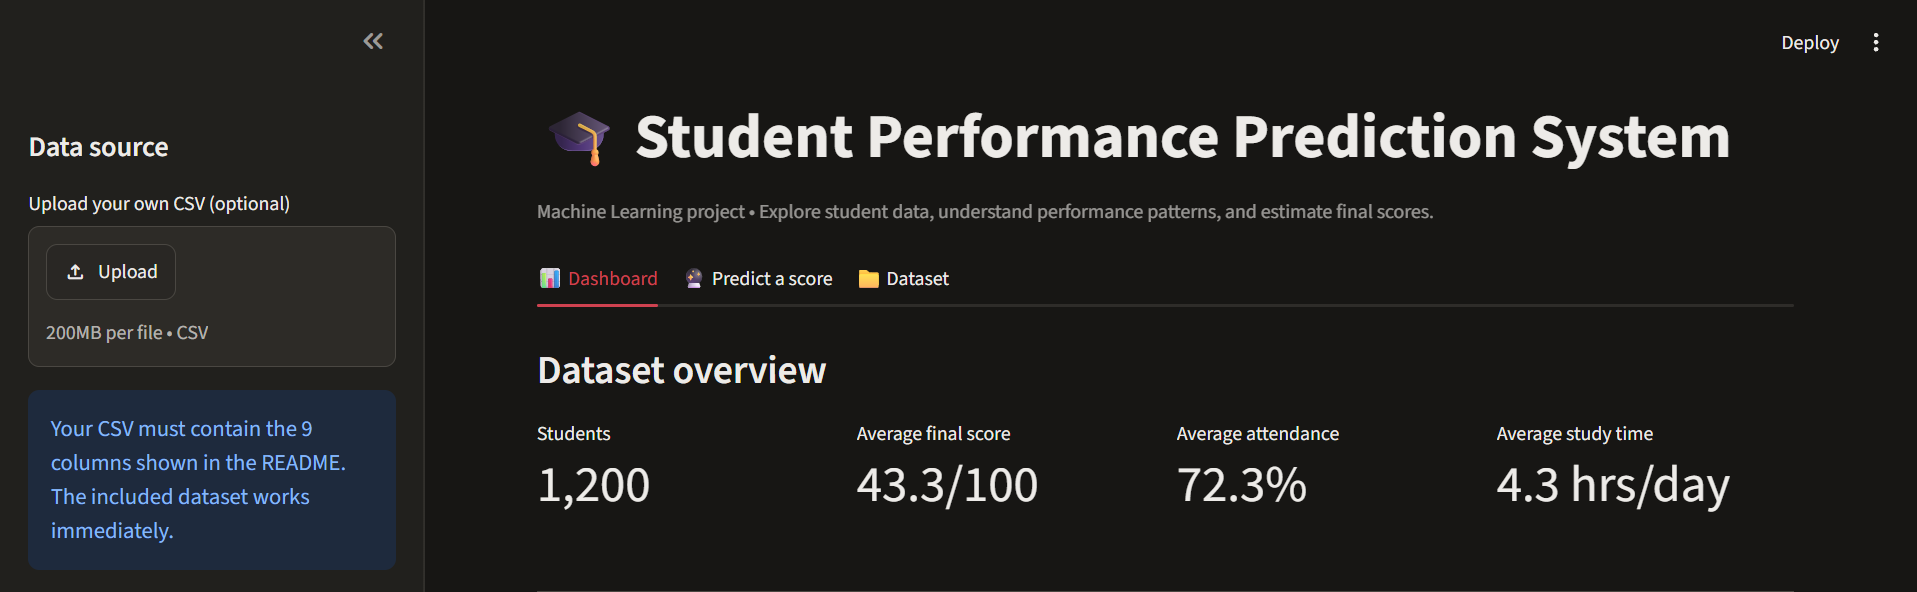 Deploy
Data source
Upload your own CSV (optional)
Upload
200MB per file • CSV
Your CSV must contain the 9
columns shown in the README.
The included dataset works
immediately.
🎓 Student Performance Prediction System
Machine Learning project • Explore student data, understand performance patterns, and estimate final scores.
📊 Dashboard 🔮 Predict a score 📁 Dataset
Dataset overview
Students Average final score Average attendance Average study time
1,200 43.3/100 72.3% 4.3 hrs/day